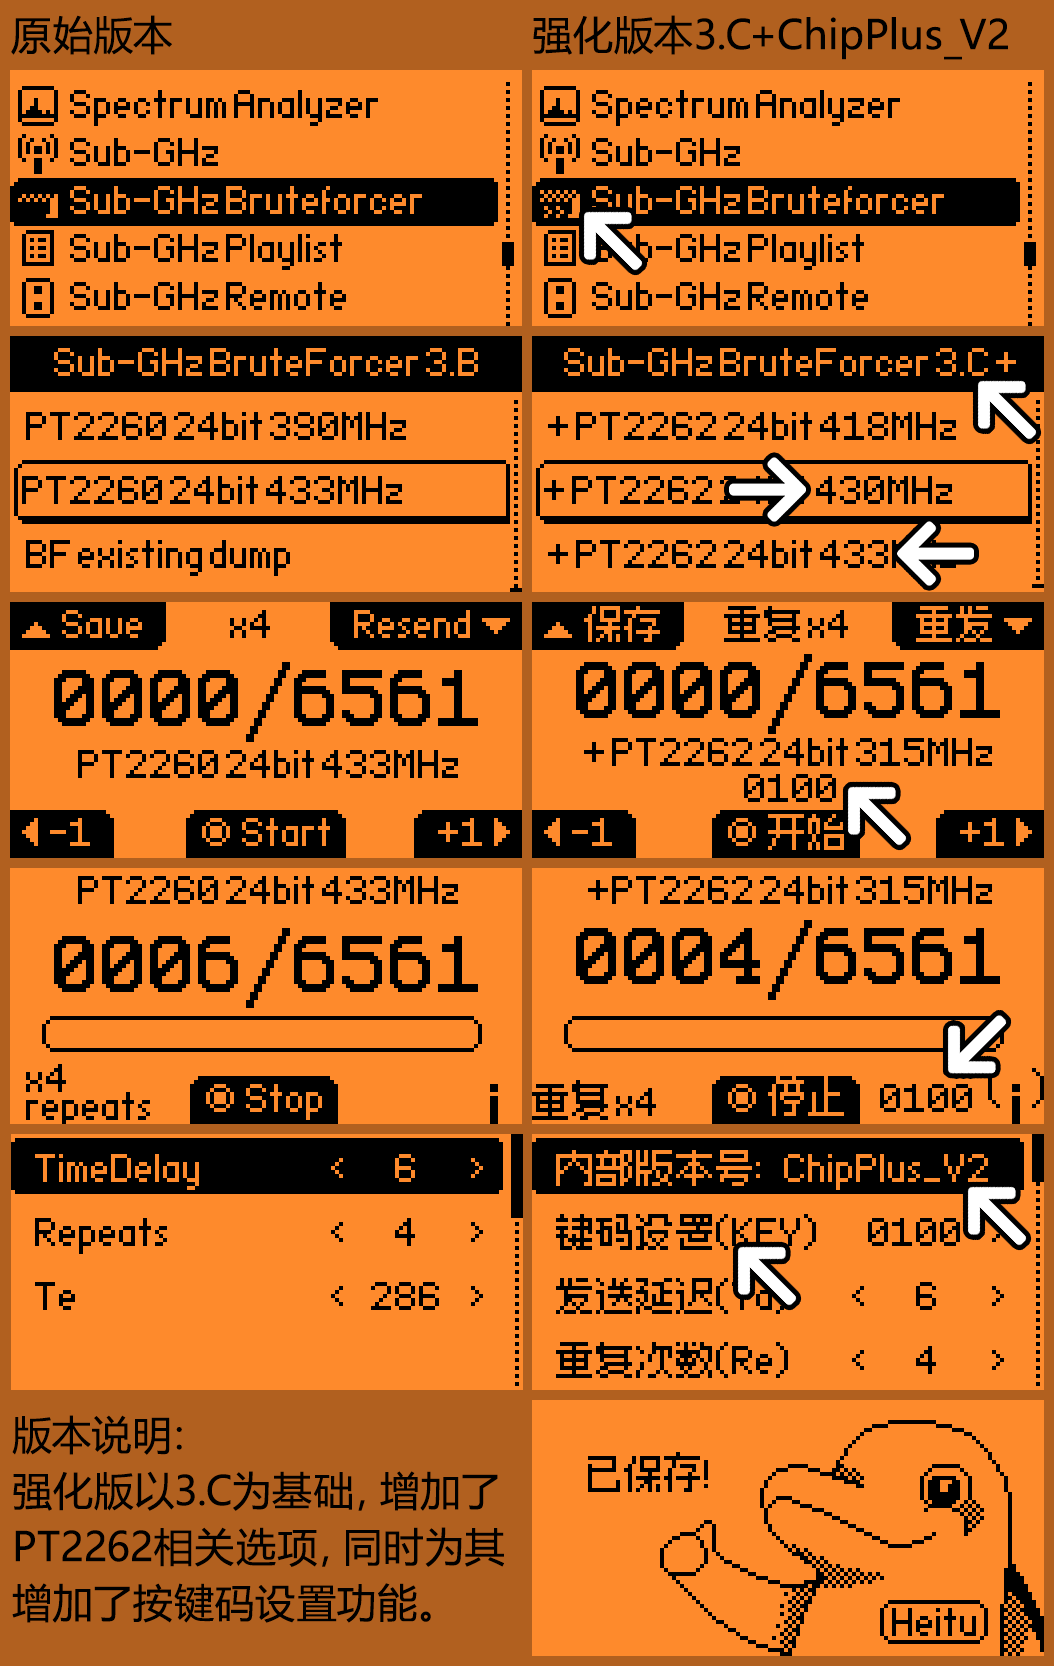 原始版本
强化版本3.C+ChipPlus_V2
Spectrum Analyzer
Sub-GHz
Sub-GHz Bruteforcer
Sub-GHz Playlist
Sub-GHz Remote
Spectrum Analyzer
Sub-GHz
Sub-GHz Bruteforcer
Sub-GHz Playlist
Sub-GHz Remote
Sub-GHz BruteForcer 3.B
PT2260 24bit 390MHz
PT2260 24bit 433MHz
BF existing dump
Sub-GHz BruteForcer 3.C+
+PT2262 24bit 418MHz
+PT2262 430MHz
+PT2262 24bit 433
Save x4 Resend
0000/6561
PT2260 24bit 433MHz
-1 Start +1
保存 重复x4 重发
0000/6561
+PT2262 24bit 315MHz
0100
-1 开始 +1
PT2260 24bit 433MHz
0006/6561
x4
repeats Stop
+PT2262 24bit 315MHz
0004/6561
重复x4 停止 0100
TimeDelay < 6 >
Repeats < 4 >
Te < 286 >
内部版本号: ChipPlus_V2
键码设置(KEY) 0100 >
发送延迟(Td) < 6 >
重复次数(Re) < 4 >
版本说明:
强化版以3.C为基础, 增加了
PT2262相关选项, 同时为其
增加了按键码设置功能。
已保存!
Heitu